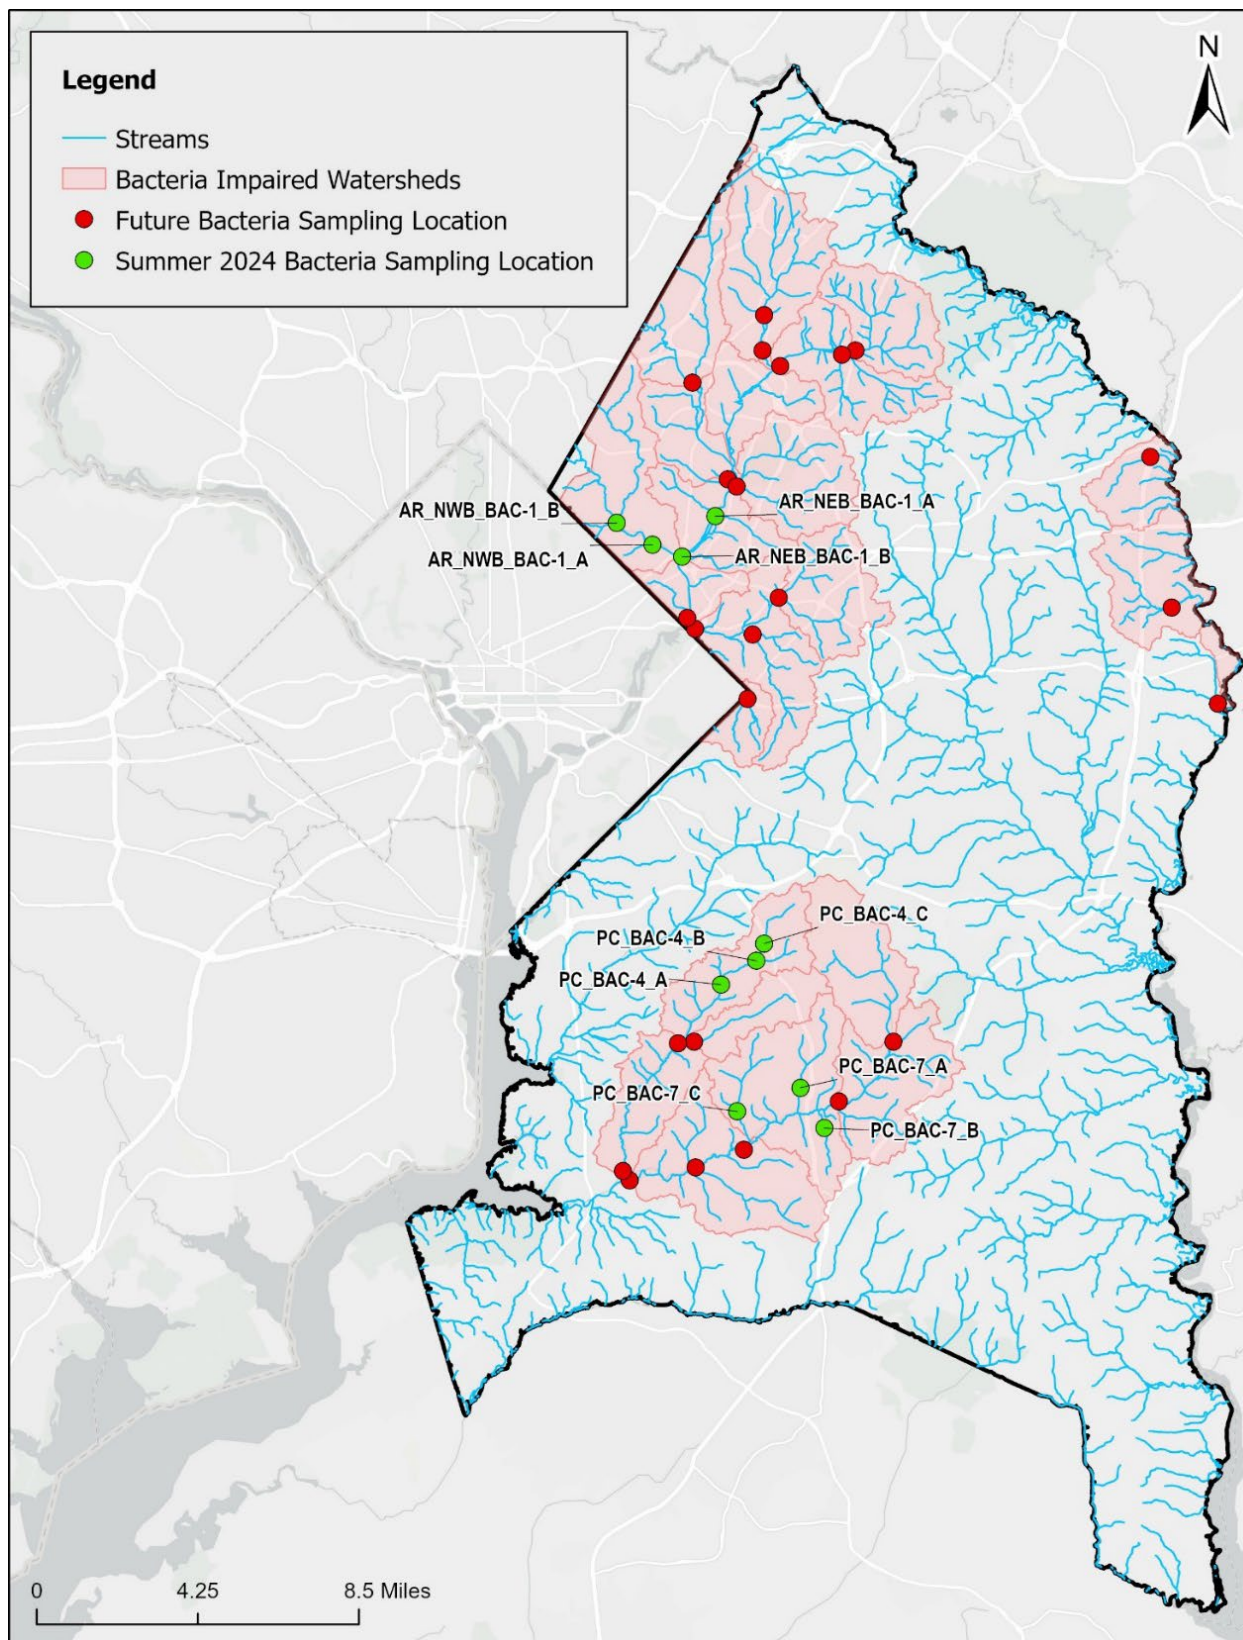 Legend
Streams
Bacteria Impaired Watersheds
Future Bacteria Sampling Location
Summer 2024 Bacteria Sampling Location
N
AR_NWB_BAC-1_B
AR_NEB_BAC-1_A
AR_NWB_BAC-1_A
AR_NEB_BAC-1_B
PC_BAC-4_C
PC_BAC-4_B
PC_BAC-4_A
PC_BAC-7_A
PC_BAC-7_C
PC_BAC-7_B
0 4.25 8.5 Miles